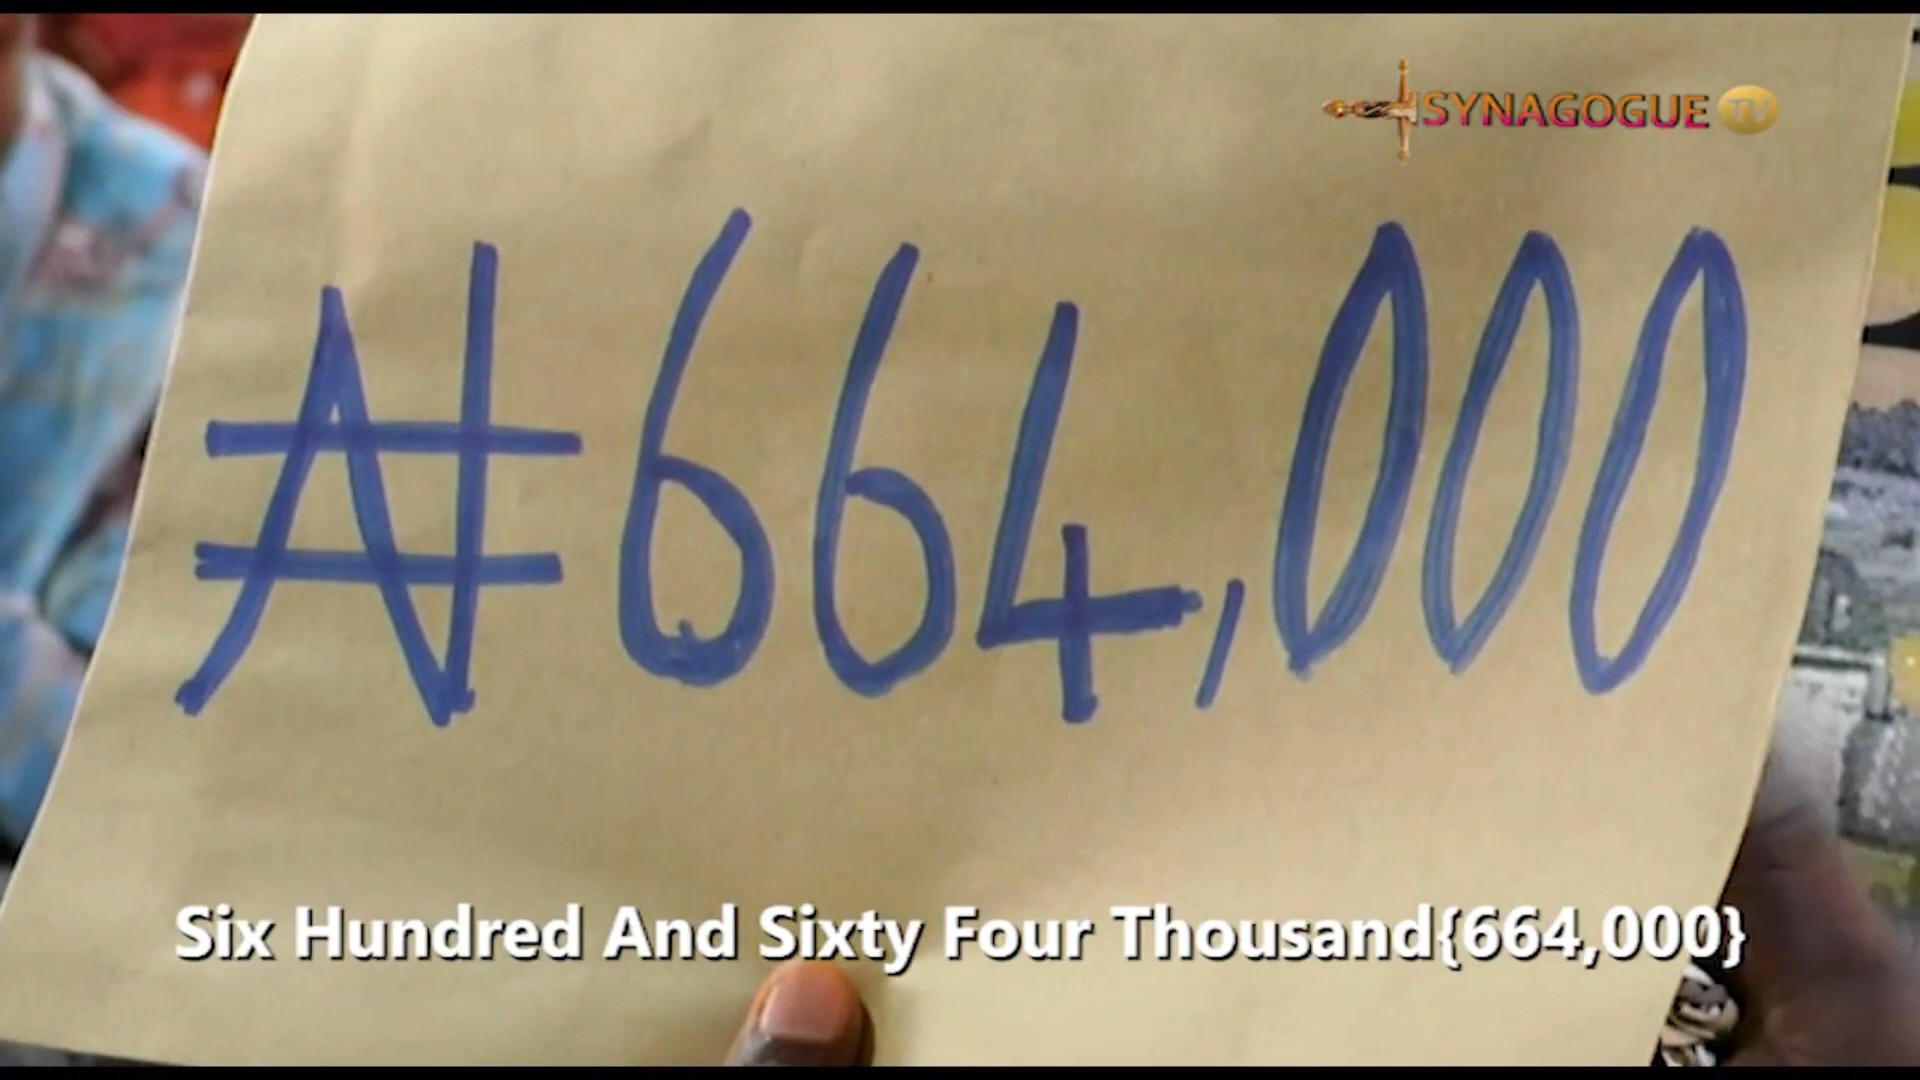 SYNAGOGUE TV
₦664,000
Six Hundred And Sixty Four Thousand{664,000}